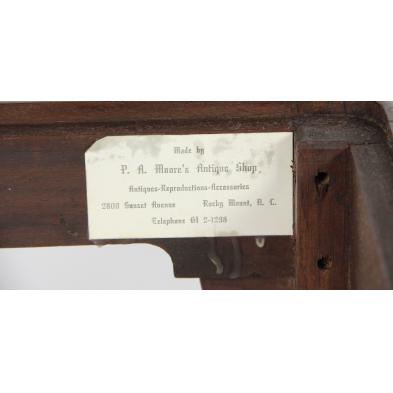 Made by
P. A. Moore's Antique Shop,
Antiques-Reproductions-Accessories
2808 Sunset Avenue Rocky Mount, N. C.
Telephone GI 2-1298